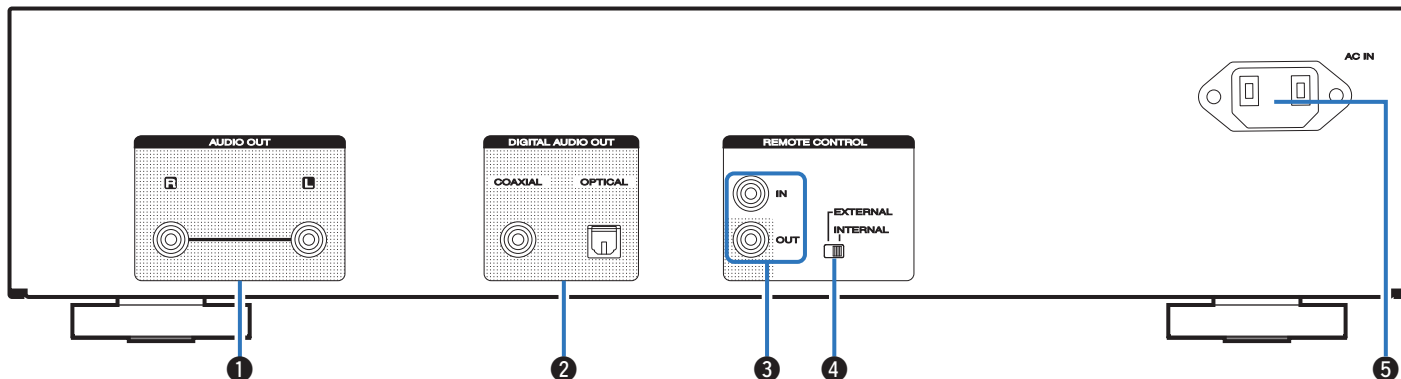 AC IN
AUDIO OUT
R
L
DIGITAL AUDIO OUT
COAXIAL
OPTICAL
REMOTE CONTROL
IN
OUT
EXTERNAL
INTERNAL
1
2
3
4
5